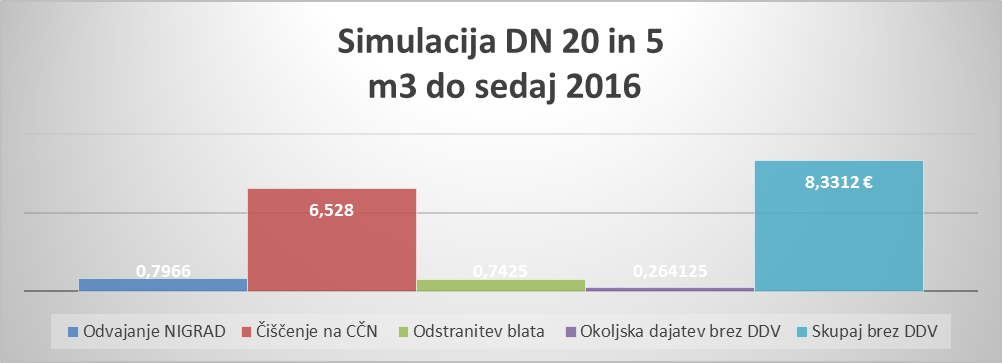 Simulacija DN 20 in 5
m3 do sedaj 2016
0,7966
6,528
0,7425
0,264125
8,3312 €
Odvajanje NIGRAD
Čiščenje na CČN
Odstranitev blata
Okoljska dajatev brez DDV
Skupaj brez DDV